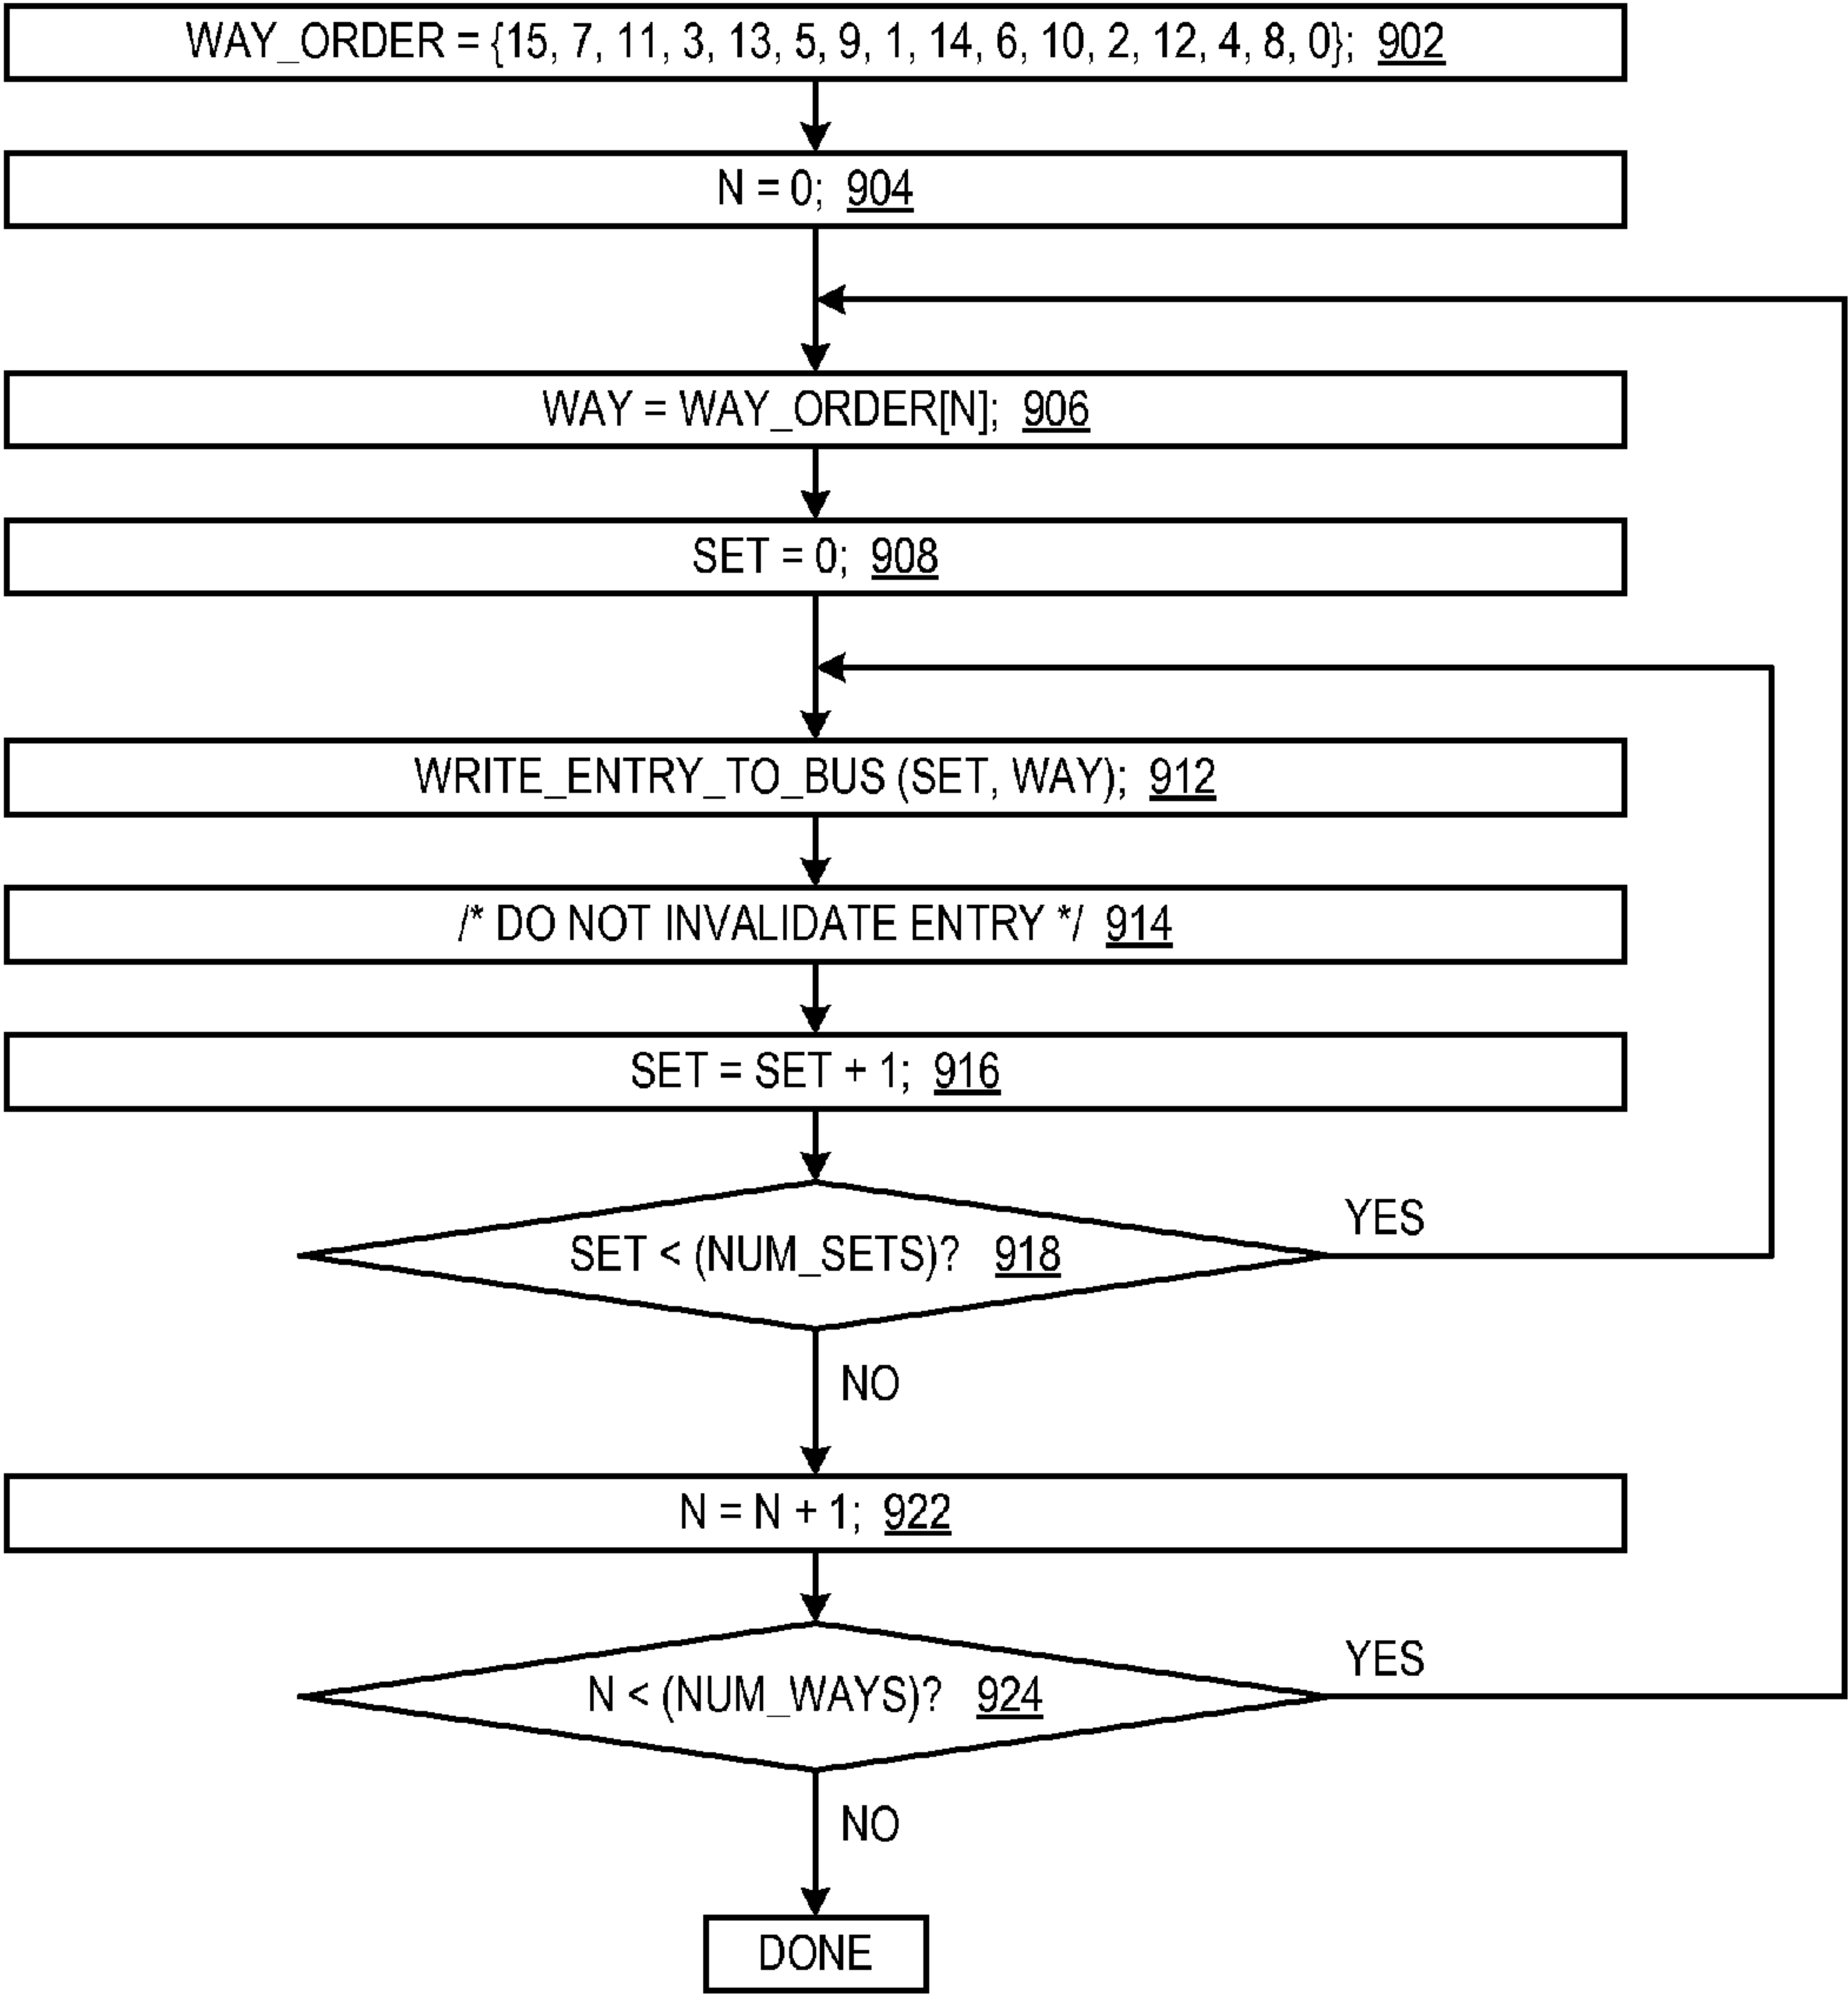 WAY_ORDER = {15, 7, 11, 3, 13, 5, 9, 1, 14, 6, 10, 2, 12, 4, 8, 0}; 902
N = 0; 904
WAY = WAY_ORDER[N]; 906
SET = 0; 908
WRITE_ENTRY_TO_BUS (SET, WAY); 912
/* DO NOT INVALIDATE ENTRY */ 914
SET = SET + 1; 916
YES
SET < (NUM_SETS)? 918
NO
N = N + 1; 922
YES
N < (NUM_WAYS)? 924
NO
DONE